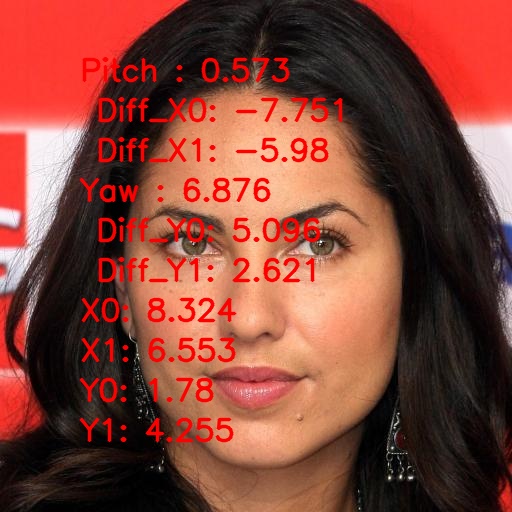 Pitch : 0.573
Diff_X0: -7.751
Diff_X1: -5.98
Yaw : 6.876
Diff_Y0: 5.096
Diff_Y1: 2.621
X0: 8.324
X1: 6.553
Y0: 1.78
Y1: 4.255